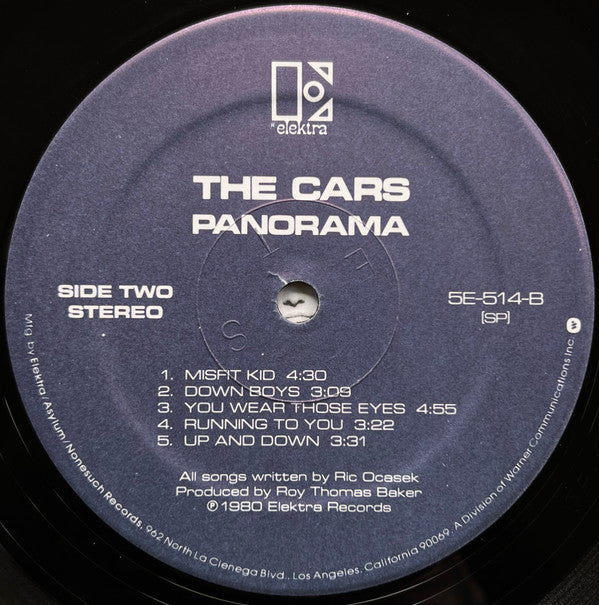 elektra
THE CARS
PANORAMA
SIDE TWO
STEREO
5E-514-B
[SP]
1. MISFIT KID 4:30
2. DOWN BOYS 3:09
3. YOU WEAR THOSE EYES 4:55
4. RUNNING TO YOU 3:22
5. UP AND DOWN 3:31
All songs written by Ric Ocasek
Produced by Roy Thomas Baker
℗ 1980 Elektra Records
Mfg. by Elektra/Asylum/Nonesuch Records, 962 North La Cienega Blvd., Los Angeles, California 90069. A Division of Warner Communications Inc.